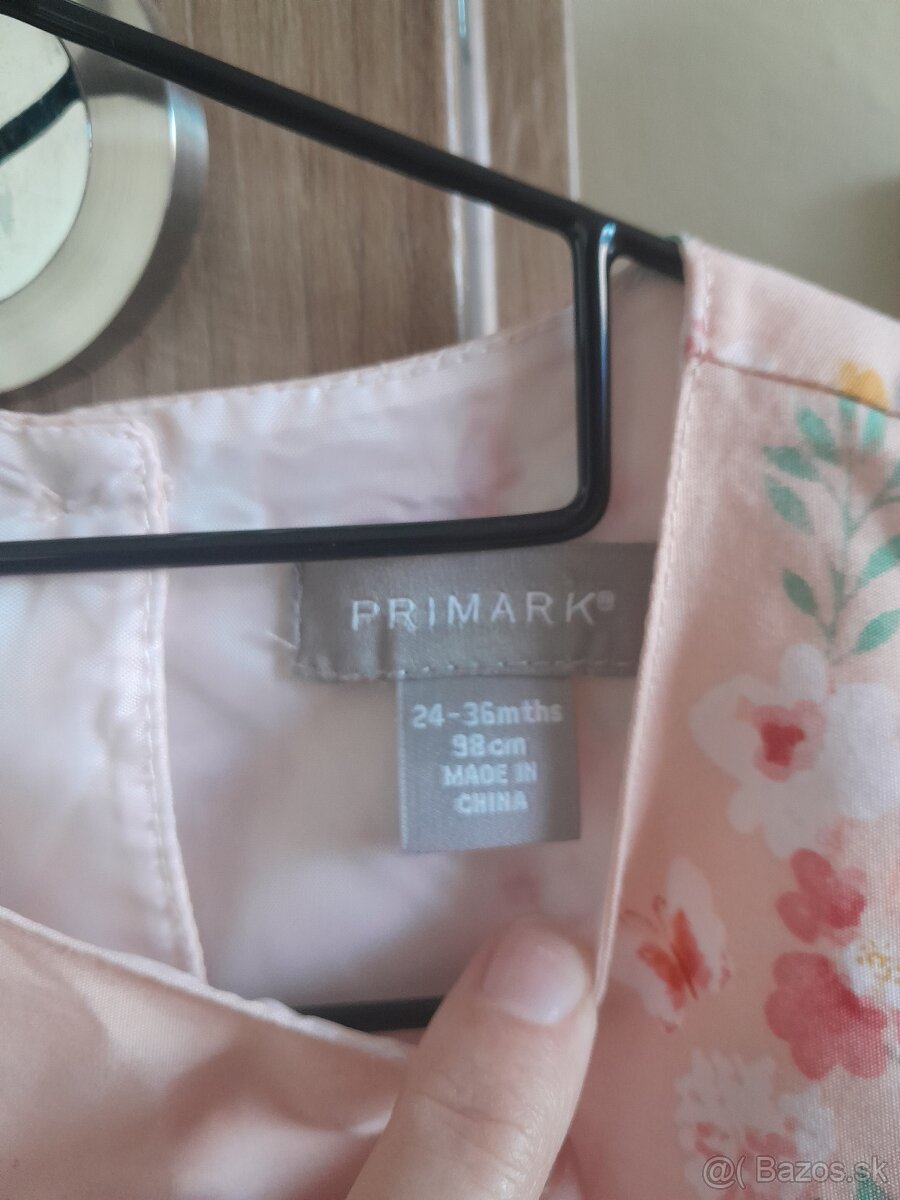 PRIMARK®
24-36mths
98cm
MADE IN
CHINA
@( Bazos.sk